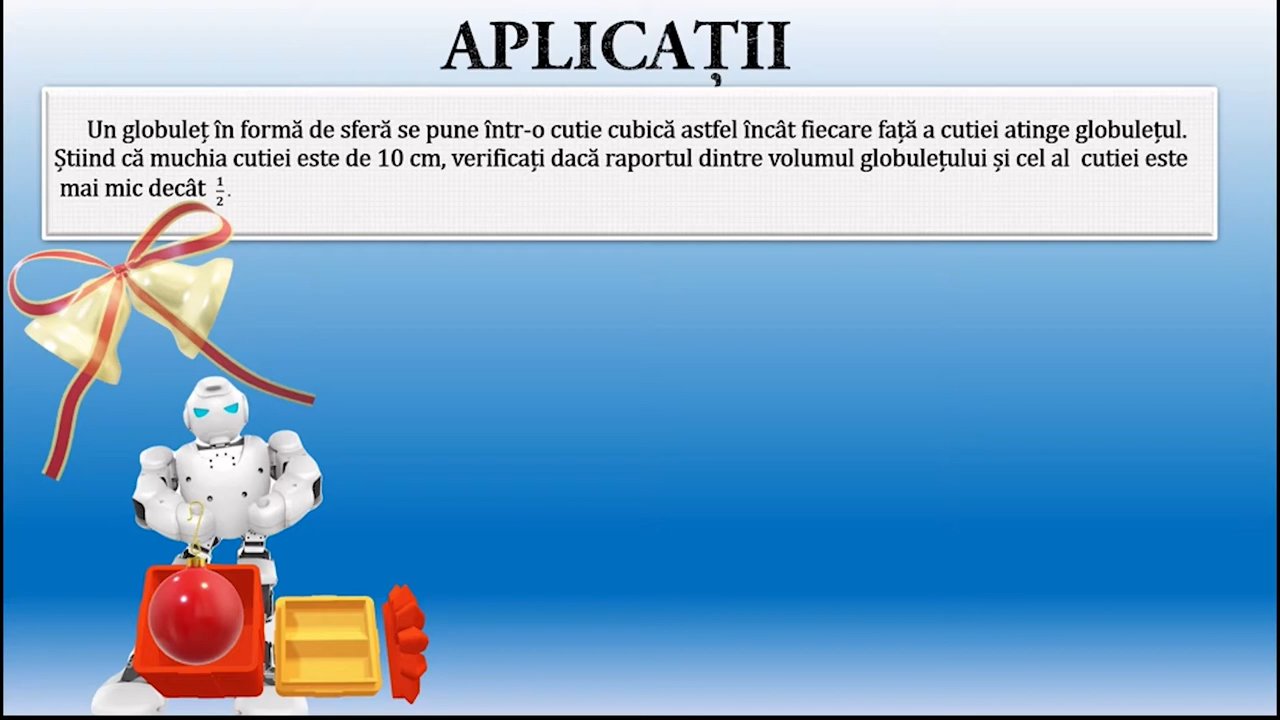 APLICAȚII
Un globuleț în formă de sferă se pune într-o cutie cubică astfel încât fiecare față a cutiei atinge globulețul.
Știind că muchia cutiei este de 10 cm, verificați dacă raportul dintre volumul globulețului și cel al cutiei este
mai mic decât 1/2.